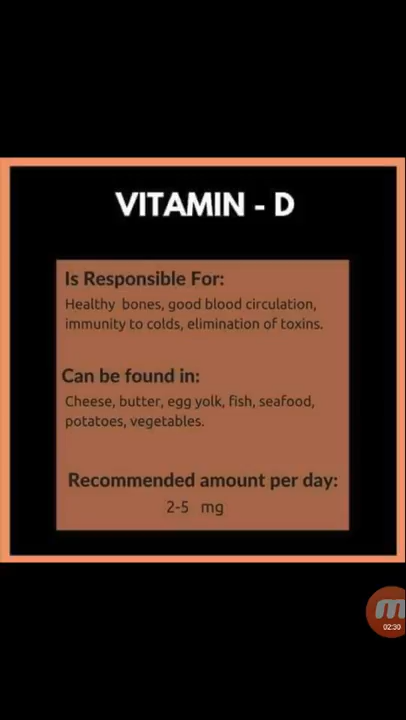 VITAMIN - D
Is Responsible For:
Healthy bones, good blood circulation,
immunity to colds, elimination of toxins.
Can be found in:
Cheese, butter, egg yolk, fish, seafood,
potatoes, vegetables.
Recommended amount per day:
2-5 mg
02:30